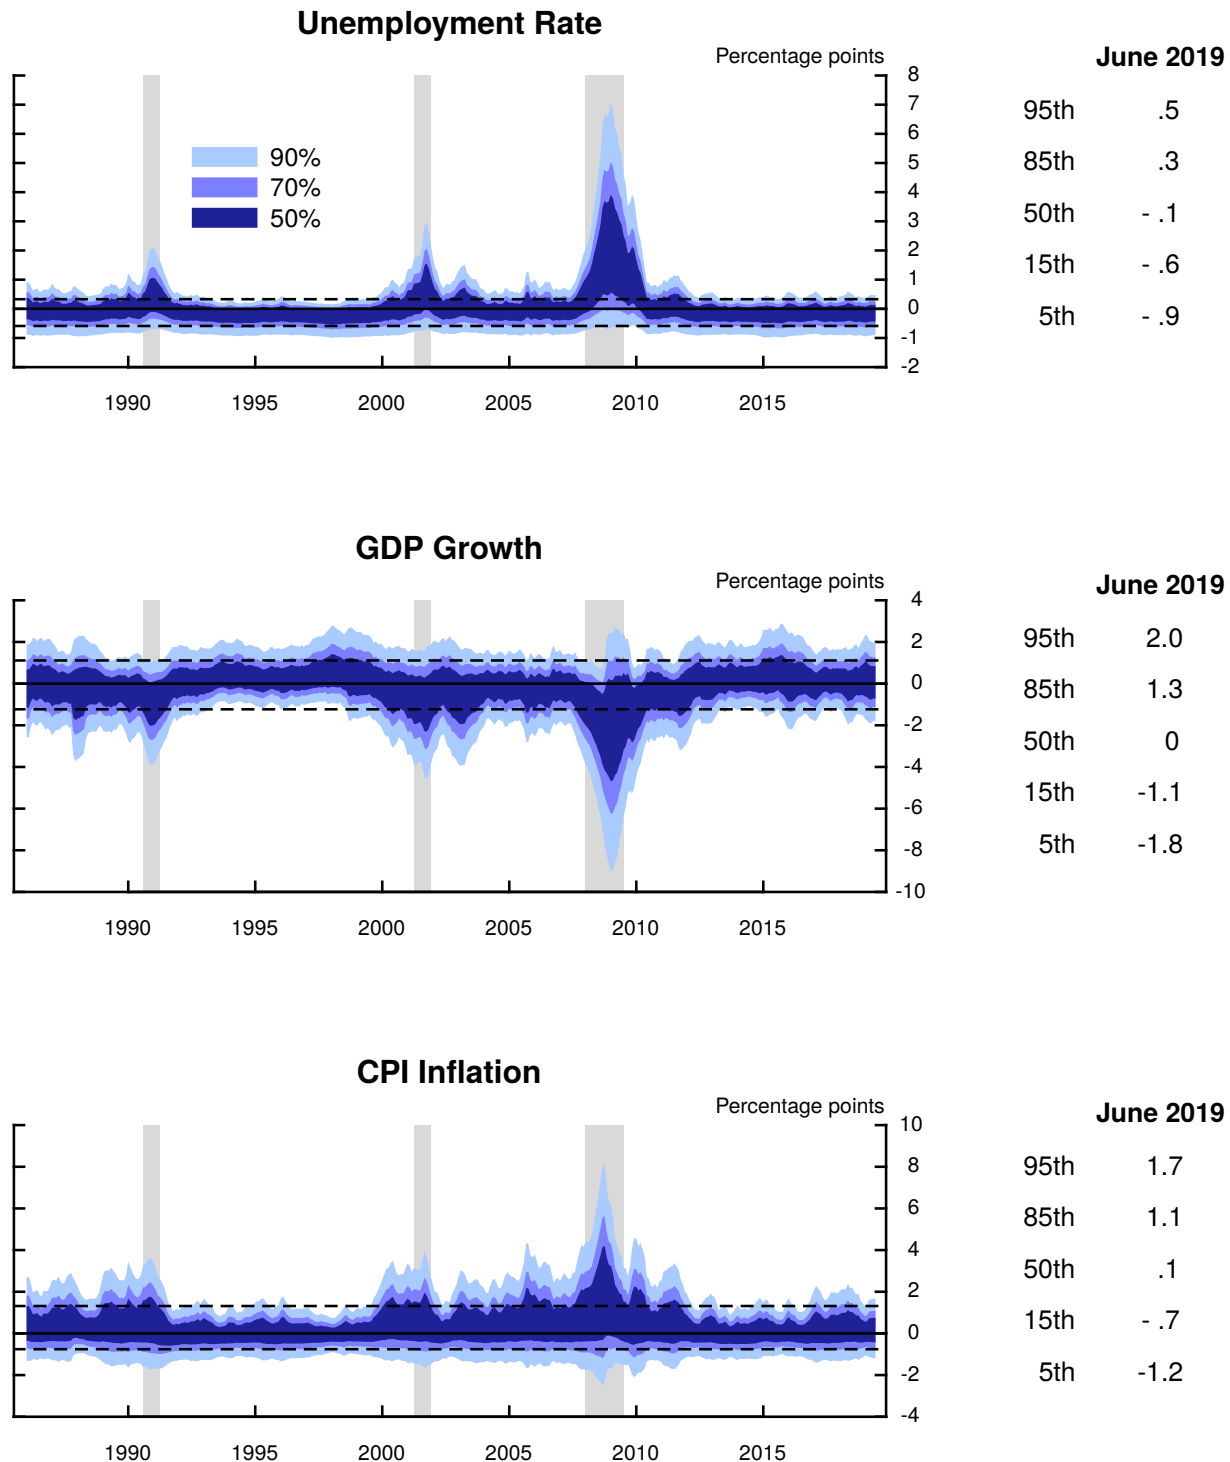 Unemployment Rate
Percentage points
June 2019
8
7
6
5
4
3
2
1
0
-1
-2
90%
70%
50%
1990 1995 2000 2005 2010 2015
95th .5
85th .3
50th - .1
15th - .6
5th - .9
GDP Growth
Percentage points
June 2019
4
2
0
-2
-4
-6
-8
-10
1990 1995 2000 2005 2010 2015
95th 2.0
85th 1.3
50th 0
15th -1.1
5th -1.8
CPI Inflation
Percentage points
June 2019
10
8
6
4
2
0
-2
-4
1990 1995 2000 2005 2010 2015
95th 1.7
85th 1.1
50th .1
15th - .7
5th -1.2